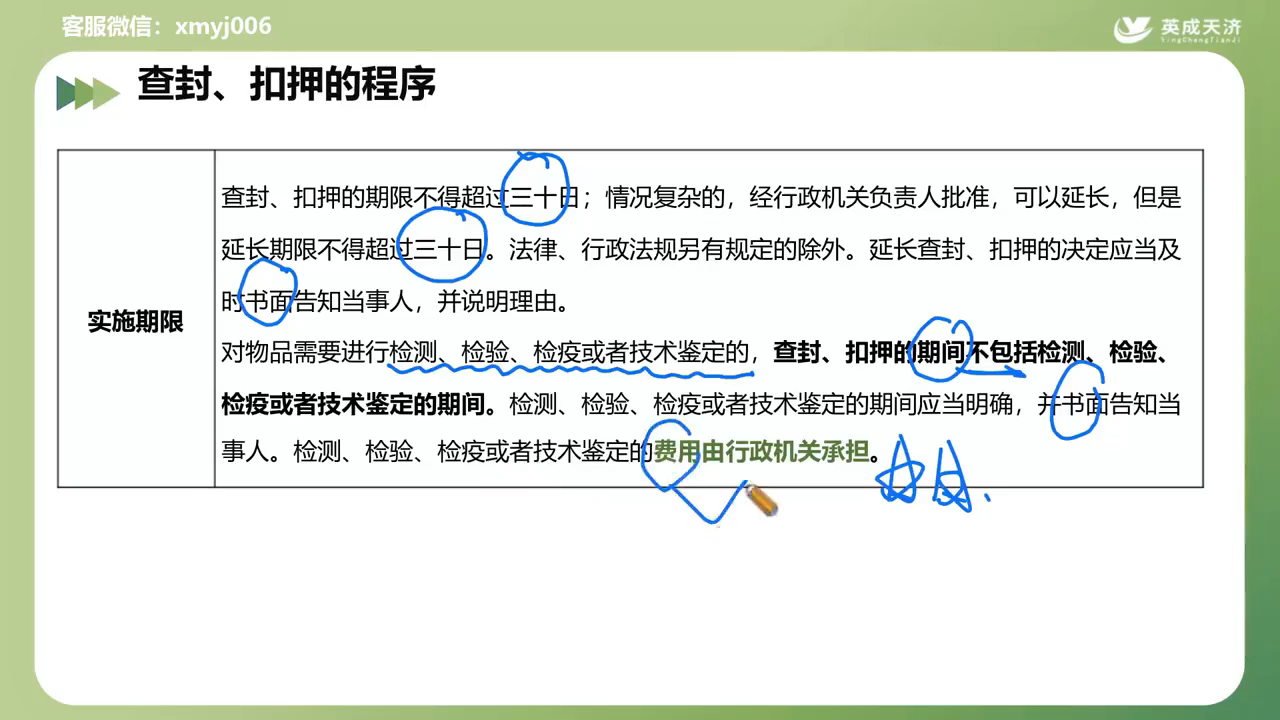 客服微信：xmyj006
英成天济
YingChengTianJi
查封、扣押的程序
实施期限
查封、扣押的期限不得超过三十日；情况复杂的，经行政机关负责人批准，可以延长，但是
延长期限不得超过三十日。法律、行政法规另有规定的除外。延长查封、扣押的决定应当及
时书面告知当事人，并说明理由。
对物品需要进行检测、检验、检疫或者技术鉴定的，查封、扣押的期间不包括检测、检验、
检疫或者技术鉴定的期间。检测、检验、检疫或者技术鉴定的期间应当明确，并书面告知当
事人。检测、检验、检疫或者技术鉴定的费用由行政机关承担。